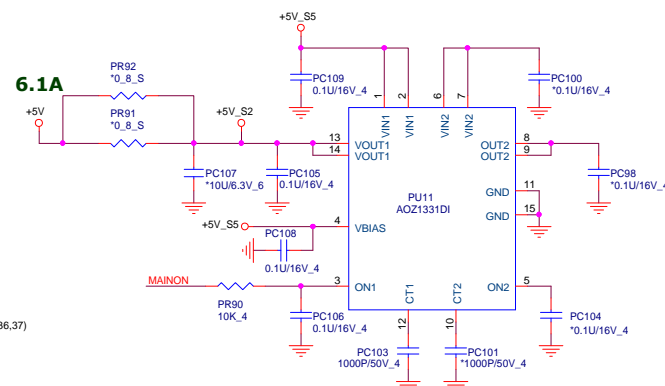 +5V_S5
6.1A
PR92
*0_8_S
PC109
0.1U/16V_4
PC100
*0.1U/16V_4
+5V
PR91
*0_8_S
+5V_S2
1
2
6
7
VIN1
VIN1
VIN2
VIN2
13
VOUT1
14
VOUT1
8
OUT2
9
OUT2
PC107
*10U/6.3V_6
PC105
0.1U/16V_4
PC98
*0.1U/16V_4
PU11
AOZ1331DI
11
GND
15
GND
+5V_S5
4
VBIAS
PC108
0.1U/16V_4
MAINON
3
ON1
5
ON2
PR90
10K_4
CT1
CT2
PC106
0.1U/16V_4
12
10
PC104
*0.1U/16V_4
36,37)
PC103
1000P/50V_4
PC101
*1000P/50V_4